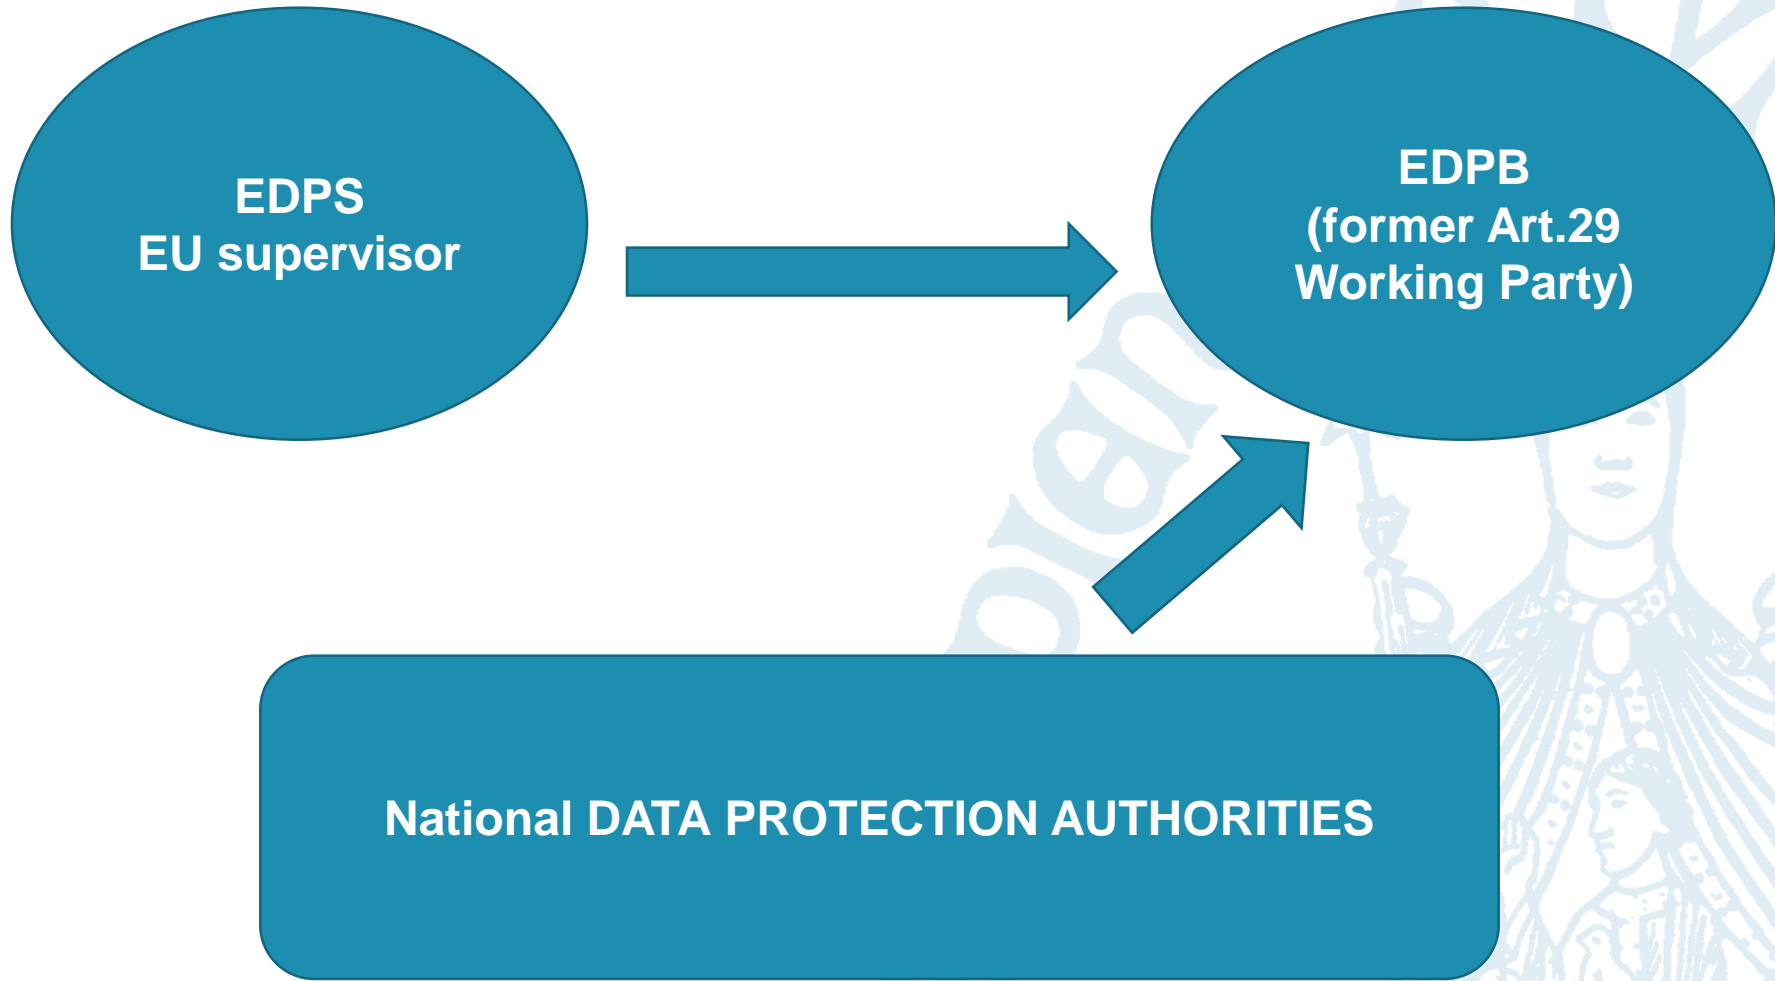 EDPS
EU supervisor
EDPB
(former Art.29
Working Party)
National DATA PROTECTION AUTHORITIES